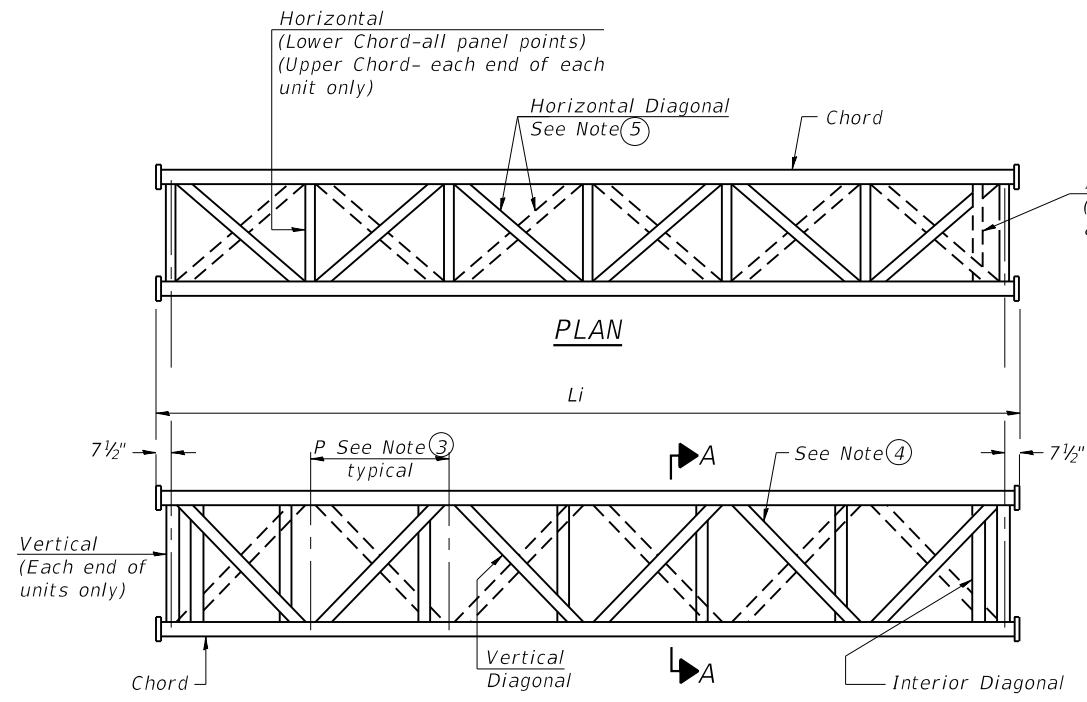 Horizontal
(Lower Chord-all panel points)
(Upper Chord- each end of each
unit only)
Horizontal Diagonal
See Note 5
Chord
PLAN
Li
7½"
P See Note 3
typical
A
See Note 4
7½"
Vertical
(Each end of
units only)
Chord
Vertical
Diagonal
A
Interior Diagonal